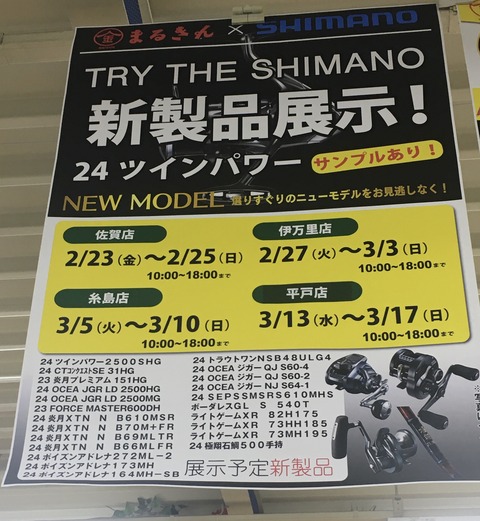 金 まるきん × SHIMANO
TRY THE SHIMANO
新製品展示!
24 ツインパワー サンプルあり!
NEW MODEL 選りすぐりのニューモデルをお見逃しなく!
佐賀店
2/23(金)〜2/25(日)
10:00~18:00まで
伊万里店
2/27(火)〜3/3(日)
10:00~18:00まで
糸島店
3/5(火)〜3/10(日)
10:00~18:00まで
平戸店
3/13(水)〜3/17(日)
10:00~18:00まで
24 ツインパワー2500SHG
24 CTコンクエストSE 31HG
23 炎月プレミアム 151HG
24 OCEA JGR LD 2500HG
24 OCEA JGR LD 2500MG
23 FORCE MASTER600DH
24 炎月XTN N B610MSR
24 炎月XTN N B70M+FR
24 炎月XTN N B69MLTR
24 炎月XTN N B66MLFR
24 ポイズンアドレナ272ML-2
24 ポイズンアドレナ173MH
24 ポイズンアドレナ164MH-SB
24 トラウトワンNSB48ULG4
24 OCEA ジガー QJ S60-4
24 OCEA ジガー QJ S60-2
24 OCEA ジガー NJ S64-1
24 SEPSSMSRS610MHS
ボーダレスGL S 540T
ライトゲームXR 82H175
ライトゲームXR 73HH185
ライトゲームXR 73MH195
24 極翔石鯛500手持
展示予定新製品